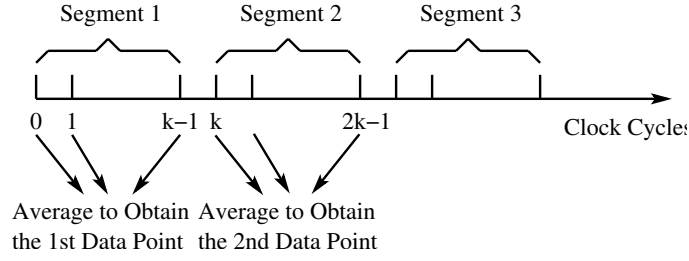 Segment 1 Segment 2 Segment 3
0 1 k−1 k 2k−1
Clock Cycles
Average to Obtain Average to Obtain
the 1st Data Point the 2nd Data Point